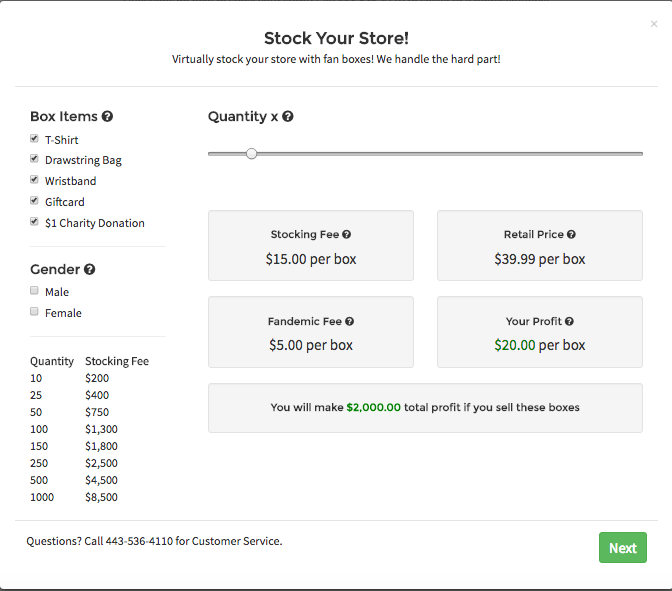 ×
Stock Your Store!
Virtually stock your store with fan boxes! We handle the hard part!
Box Items ?
T-Shirt
Drawstring Bag
Wristband
Giftcard
$1 Charity Donation
Gender ?
Male
Female
Quantity Stocking Fee
10 $200
25 $400
50 $750
100 $1,300
150 $1,800
250 $2,500
500 $4,500
1000 $8,500
Quantity x ?
Stocking Fee ?
$15.00 per box
Retail Price ?
$39.99 per box
Fandemic Fee ?
$5.00 per box
Your Profit ?
$20.00 per box
You will make $2,000.00 total profit if you sell these boxes
Questions? Call 443-536-4110 for Customer Service.
Next